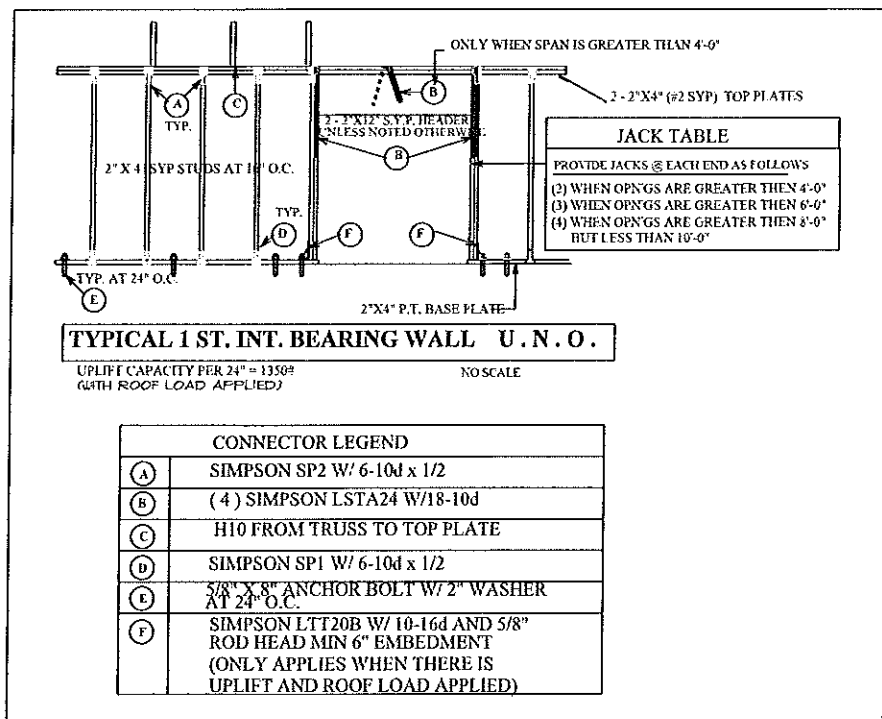 ONLY WHEN SPAN IS GREATER THAN 4'-0"
B
A
TYP.
C
2 - 2"X4" (#2 SYP) TOP PLATES
2 - 2"X12" S.Y.P. HEADER
UNLESS NOTED OTHERWISE
B
JACK TABLE
PROVIDE JACKS @ EACH END AS FOLLOWS
(2) WHEN OPN'GS ARE GREATER THEN 4'-0"
(3) WHEN OPN'GS ARE GREATER THEN 6'-0"
(4) WHEN OPN'GS ARE GREATER THEN 8'-0"
BUT LESS THAN 10'-0"
2" X 4" SYP STUDS AT 16" O.C.
TYP.
D
F
F
TYP. AT 24" O.C.
E
2"X4" P.T. BASE PLATE
TYPICAL 1 ST. INT. BEARING WALL U.N.O.
UPLIFT CAPACITY PER 24" = 1350#
(WITH ROOF LOAD APPLIED)
NO SCALE
CONNECTOR LEGEND
A SIMPSON SP2 W/ 6-10d x 1/2
B ( 4 ) SIMPSON LSTA24 W/18-10d
C H10 FROM TRUSS TO TOP PLATE
D SIMPSON SP1 W/ 6-10d x 1/2
E 5/8" X 8" ANCHOR BOLT W/ 2" WASHER
AT 24" O.C.
F SIMPSON LTT20B W/ 10-16d AND 5/8"
ROD HEAD MIN 6" EMBEDMENT
(ONLY APPLIES WHEN THERE IS
UPLIFT AND ROOF LOAD APPLIED)